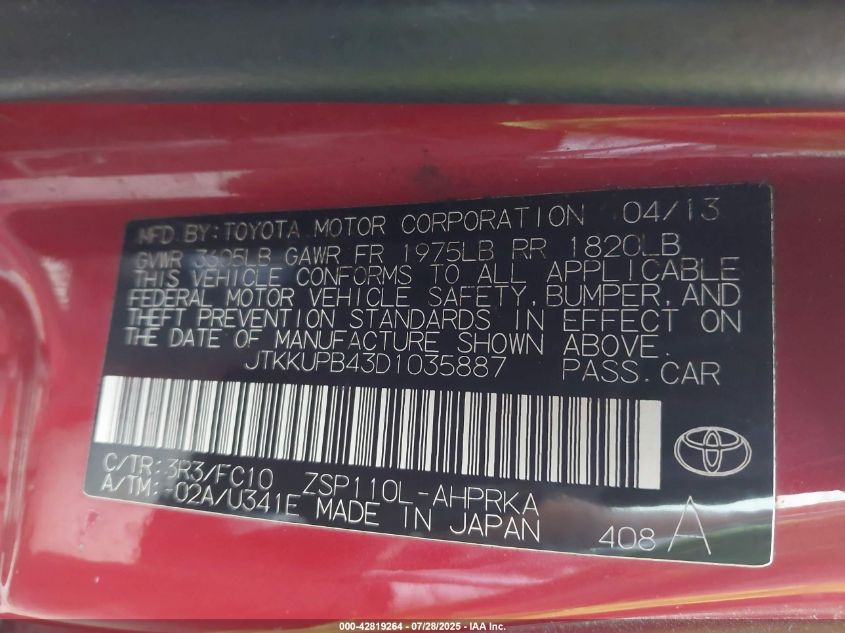 MFD. BY: TOYOTA MOTOR CORPORATION 04/13
GVWR 3605LB GAWR FR 1975LB RR 1820LB
THIS VEHICLE CONFORMS TO ALL APPLICABLE
FEDERAL MOTOR VEHICLE SAFETY, BUMPER, AND
THEFT PREVENTION STANDARDS IN EFFECT ON
THE DATE OF MANUFACTURE SHOWN ABOVE.
JTKKUPB43D1035887 PASS. CAR
C/TR: 3R3/FC10 ZSP110L-AHPRKA
A/TM: -02A/U341E MADE IN JAPAN 408 A
000-42819264 - 07/28/2025 - IAA Inc.